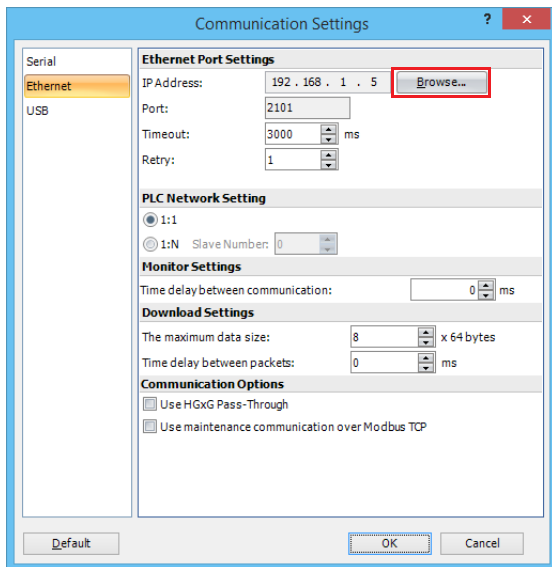 Communication Settings ? ×
Serial
Ethernet
USB
Ethernet Port Settings
IP Address: 192 . 168 . 1 . 5 Browse...
Port: 2101
Timeout: 3000 ms
Retry: 1
PLC Network Setting
1:1
1:N Slave Number: 0
Monitor Settings
Time delay between communication: 0 ms
Download Settings
The maximum data size: 8 x 64 bytes
Time delay between packets: 0 ms
Communication Options
Use HGxG Pass-Through
Use maintenance communication over Modbus TCP
Default OK Cancel